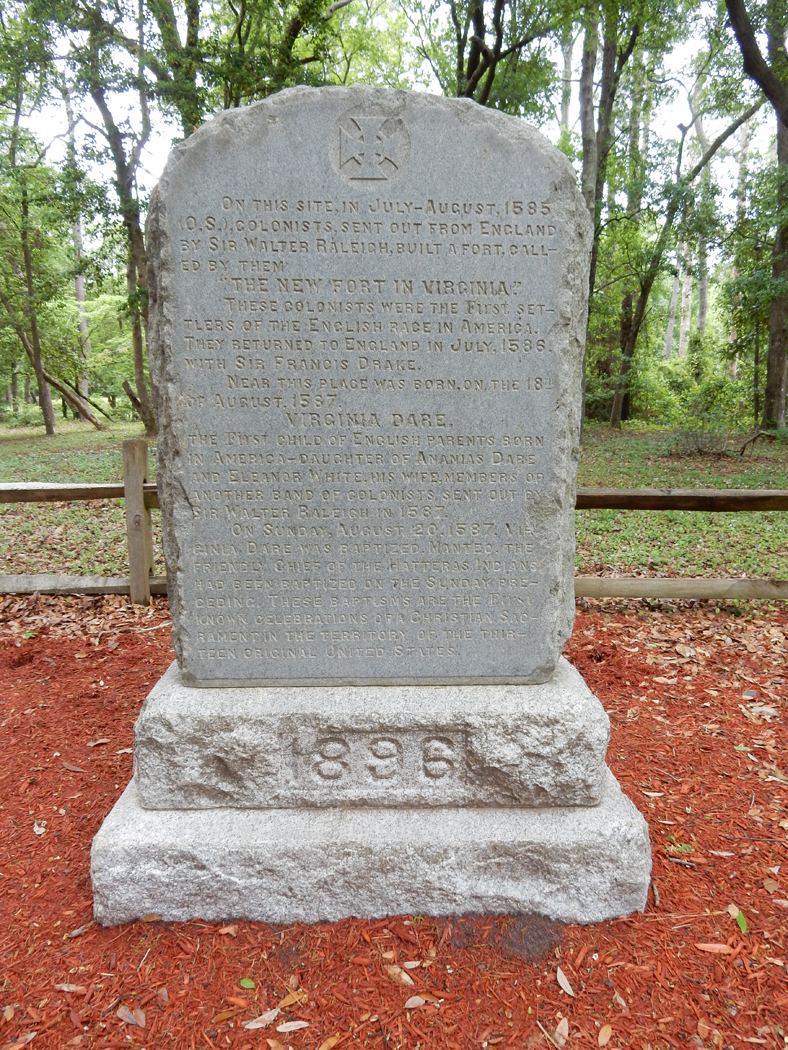 ON THIS SITE, IN JULY-AUGUST, 1585
(O.S.), COLONISTS, SENT OUT FROM ENGLAND
BY SIR WALTER RALEIGH, BUILT A FORT, CALL-
ED BY THEM
"THE NEW FORT IN VIRGINIA."
THESE COLONISTS WERE THE FIRST SET-
TLERS OF THE ENGLISH RACE IN AMERICA.
THEY RETURNED TO ENGLAND IN JULY, 1586,
WITH SIR FRANCIS DRAKE.
NEAR THIS PLACE WAS BORN, ON THE 18TH
OF AUGUST, 1587,
VIRGINIA DARE,
THE FIRST CHILD OF ENGLISH PARENTS BORN
IN AMERICA-DAUGHTER OF ANANIAS DARE
AND ELEANOR WHITE, HIS WIFE, MEMBERS OF
ANOTHER BAND OF COLONISTS, SENT OUT BY
SIR WALTER RALEIGH IN 1587.
ON SUNDAY, AUGUST 20, 1587, VIR-
GINIA DARE WAS BAPTIZED. MANTEO, THE
FRIENDLY CHIEF OF THE HATTERAS INDIANS,
HAD BEEN BAPTIZED ON THE SUNDAY PRE-
CEDING. THESE BAPTISMS ARE THE FIRST
KNOWN CELEBRATIONS OF A CHRISTIAN SAC-
RAMENT IN THE TERRITORY OF THE THIR-
TEEN ORIGINAL UNITED STATES.
1896